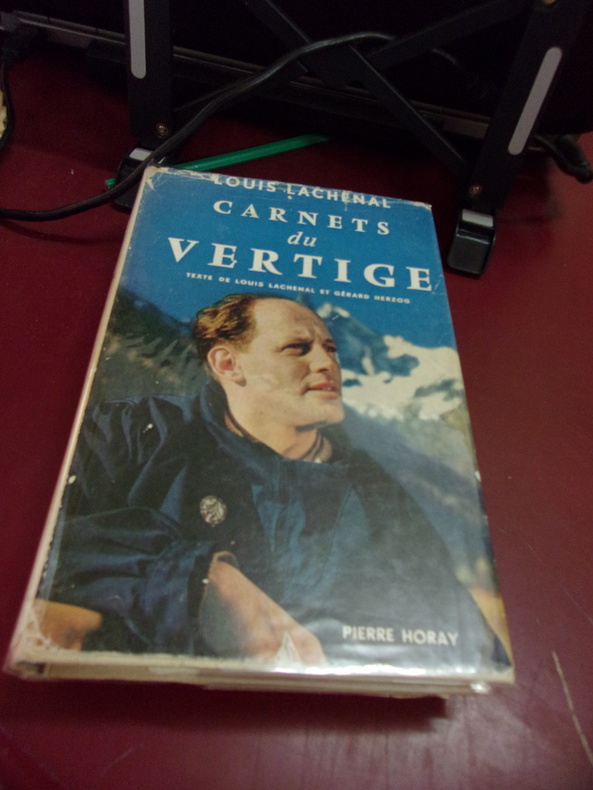 LOUIS LACHENAL
CARNETS
du
VERTIGE
TEXTE DE LOUIS LACHENAL ET GÉRARD HERZOG
PIERRE HORAY